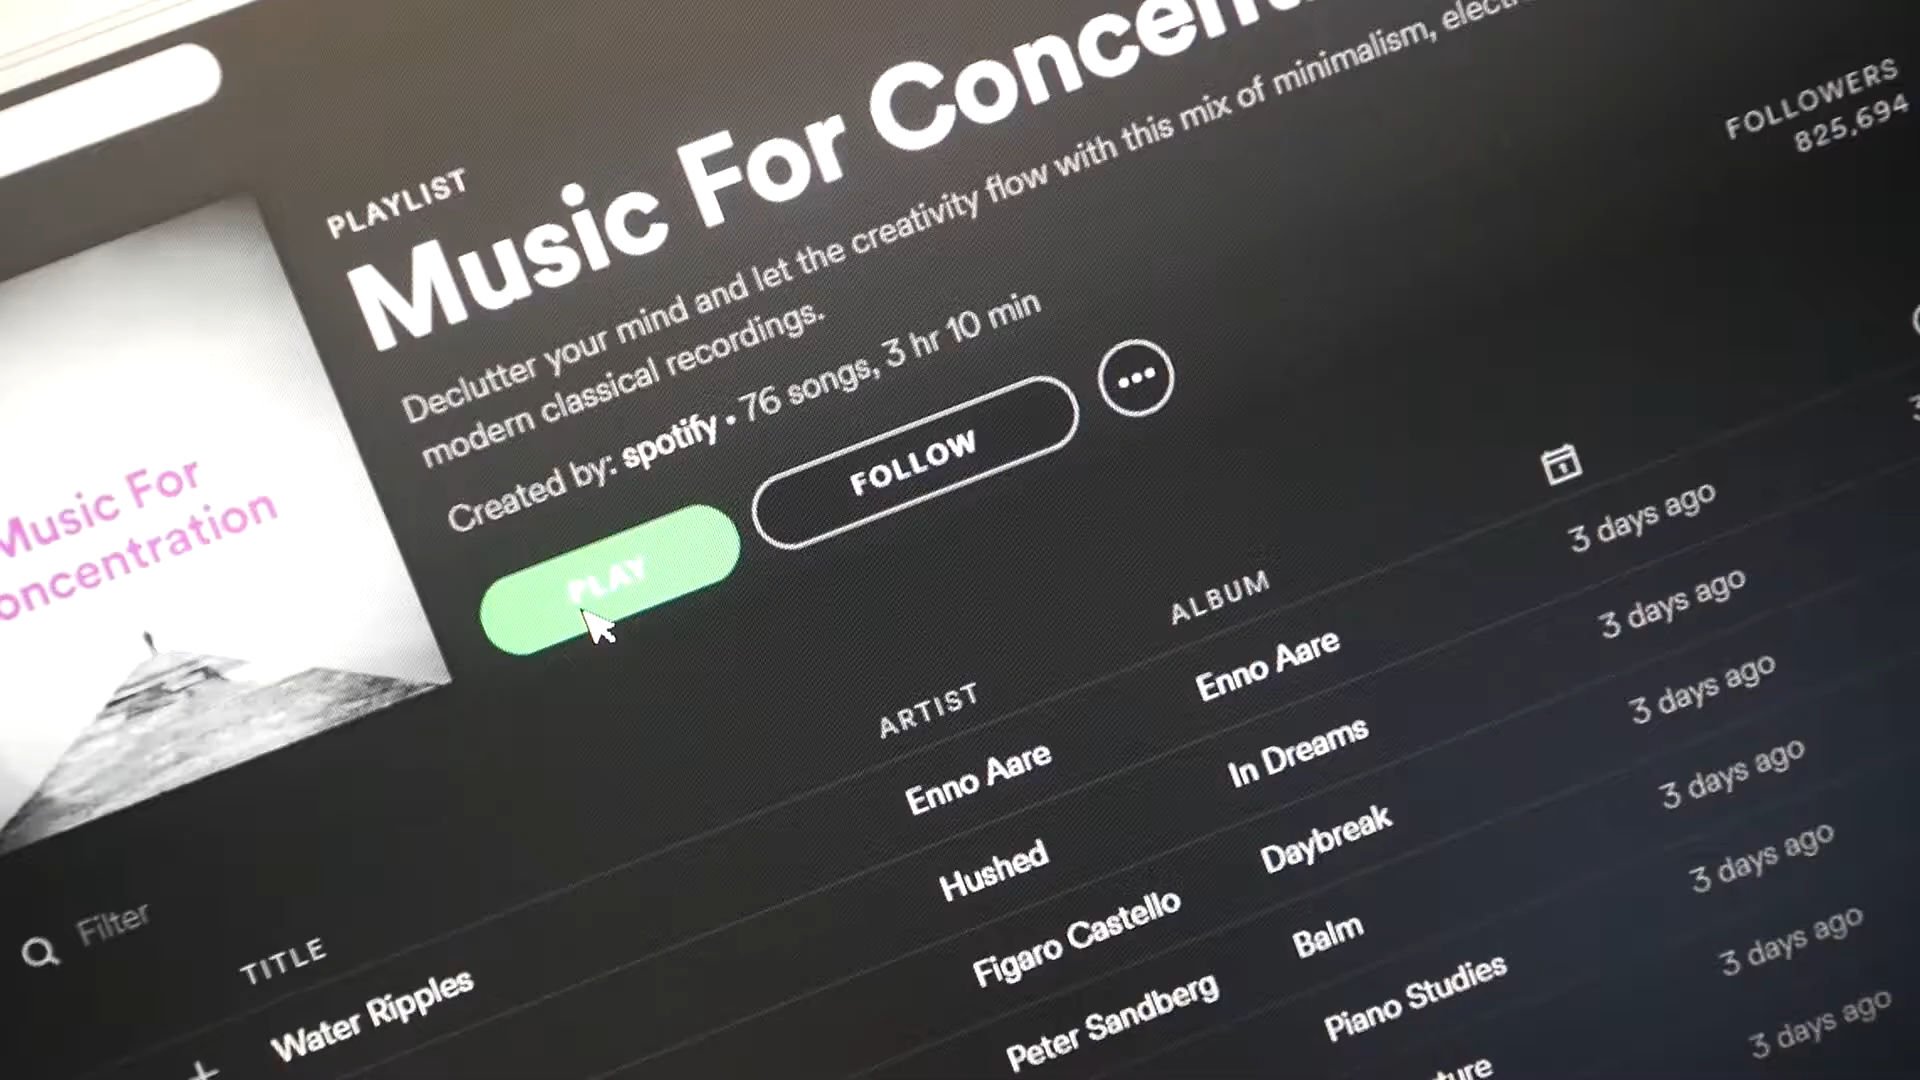 PLAYLIST
Music For
Declutter your mind and let the creativity flow with this mix of minimalism,
modern classical recordings.
Created by: spotify • 76 songs, 3 hr 10 min
PLAY
FOLLOW
FOLLOWERS
825,694
Music For
Filter
TITLE
ARTIST
ALBUM
Water Ripples
Enno Aare
Enno Aare
3 days ago
Hushed
In Dreams
3 days ago
Figaro Castello
Daybreak
3 days ago
Peter Sandberg
Balm
3 days ago
Piano Studies
3 days ago
3 days ago
3 days ago